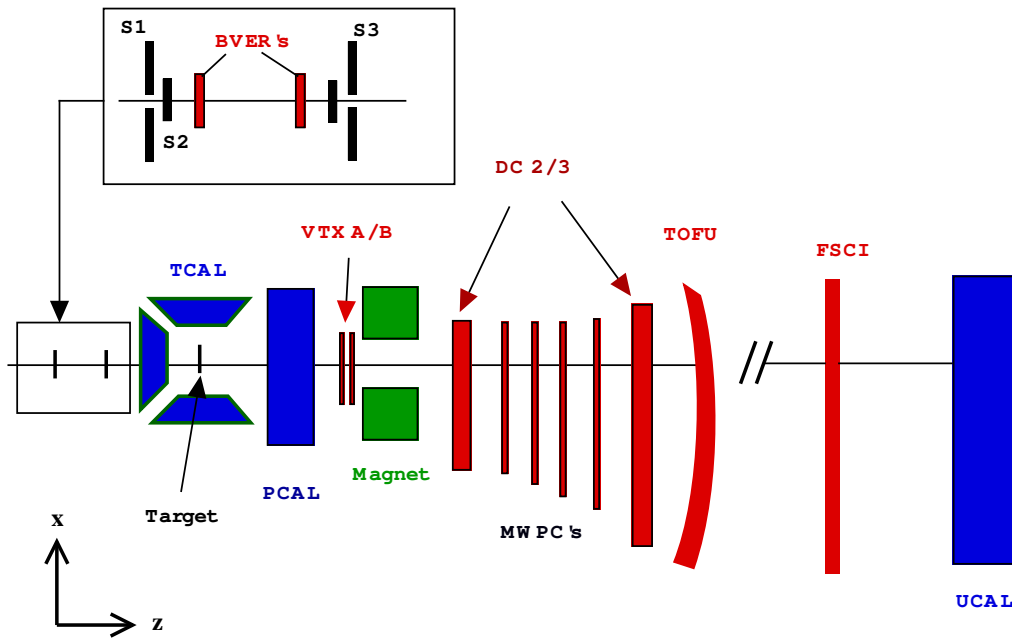 S1
S3
BVER's
S2
DC 2/3
VTX A/B
TOFU
FSCI
TCAL
Magnet
PCAL
Target
MWPC's
x
z
UCAL